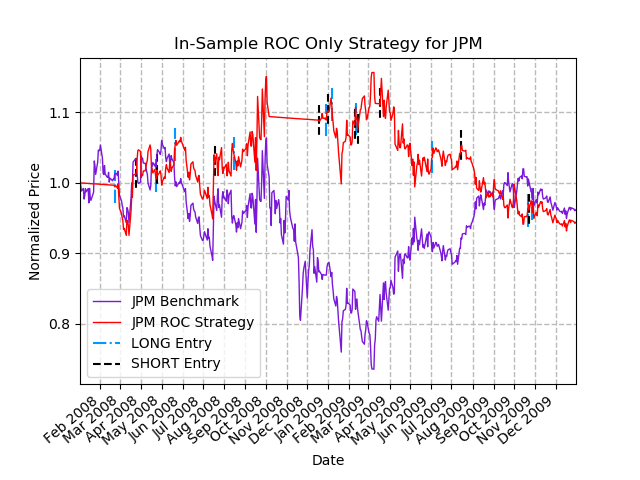 In-Sample ROC Only Strategy for JPM
Normalized Price
1.1
1.0
0.9
0.8
JPM Benchmark
JPM ROC Strategy
LONG Entry
SHORT Entry
Feb 2008
Mar 2008
Apr 2008
May 2008
Jun 2008
Jul 2008
Aug 2008
Sep 2008
Oct 2008
Nov 2008
Dec 2008
Jan 2009
Feb 2009
Mar 2009
Apr 2009
May 2009
Jun 2009
Jul 2009
Aug 2009
Sep 2009
Oct 2009
Nov 2009
Dec 2009
Date